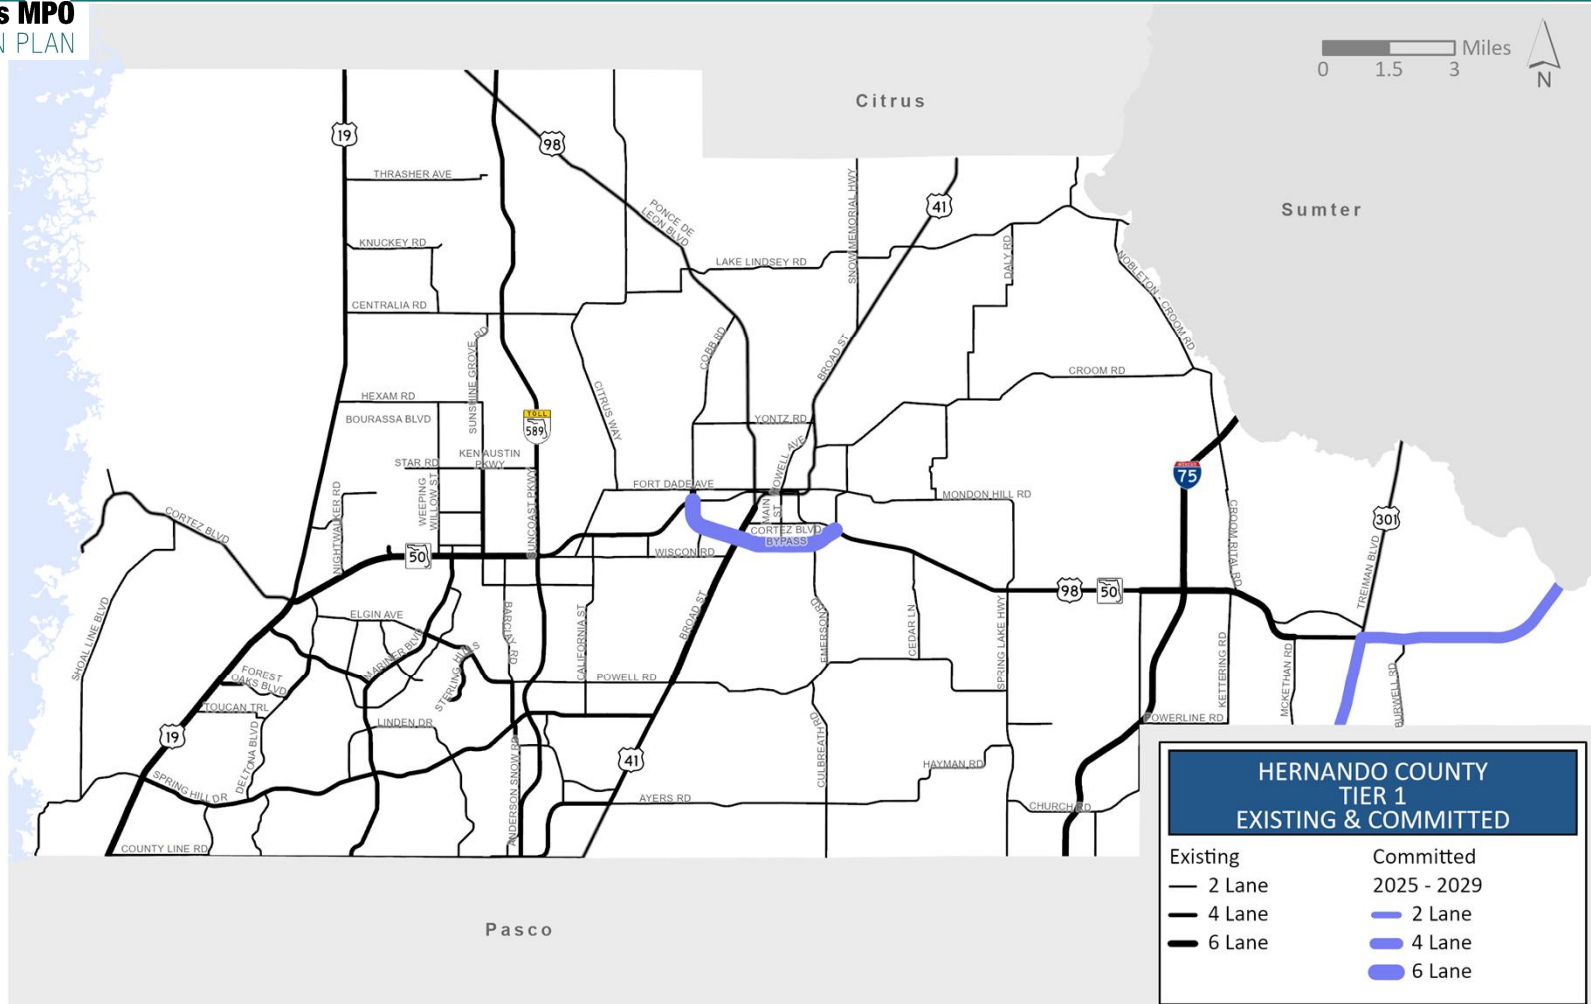 s MPO
N PLAN
Miles
0 1.5 3
N
Citrus
Sumter
Pasco
19
98
THRASHER AVE
PONCE DE
LEON BLVD
SNOW MEMORIAL HWY
41
KNUCKEY RD
LAKE LINDSEY RD
DALY RD
NOBLETON - CROOM RD
CENTRALIA RD
SUNSHINE GROVE RD
COBB RD
BROAD ST
CROOM RD
HEXAM RD
CITRUS WAY
BOURASSA BLVD
TOLL
589
YONTZ RD
HOWELL AVE
KEN AUSTIN
PKWY
STAR RD
WEEPING
WILLOW ST
SUNCOAST PKWY
FORT DADE AVE
MAIN
ST
MONDON HILL RD
75
CROOM RITAL RD
301
NIGHTWALKER RD
CORTEZ BLVD
50
WISCON RD
CORTEZ BLVD
BYPASS
TREIMAN BLVD
98
50
SHOAL LINE BLVD
ELGIN AVE
MARINER BLVD
BARCLAY RD
CALIFORNIA ST
BROAD ST
EMERSON RD
CEDAR LN
SPRING LAKE HWY
KETTERING RD
MCKETHAN RD
BURWELL RD
FOREST
OAKS BLVD
STERLING HILLS
POWELL RD
TOUCAN TRL
LINDEN DR
DELTONA BLVD
19
41
CULBREATH RD
POWERLINE RD
SPRING HILL DR
ANDERSON SNOW RD
HAYMAN RD
AYERS RD
CHURCH RD
COUNTY LINE RD
HERNANDO COUNTY
TIER 1
EXISTING & COMMITTED
Existing
2 Lane
4 Lane
6 Lane
Committed
2025 - 2029
2 Lane
4 Lane
6 Lane